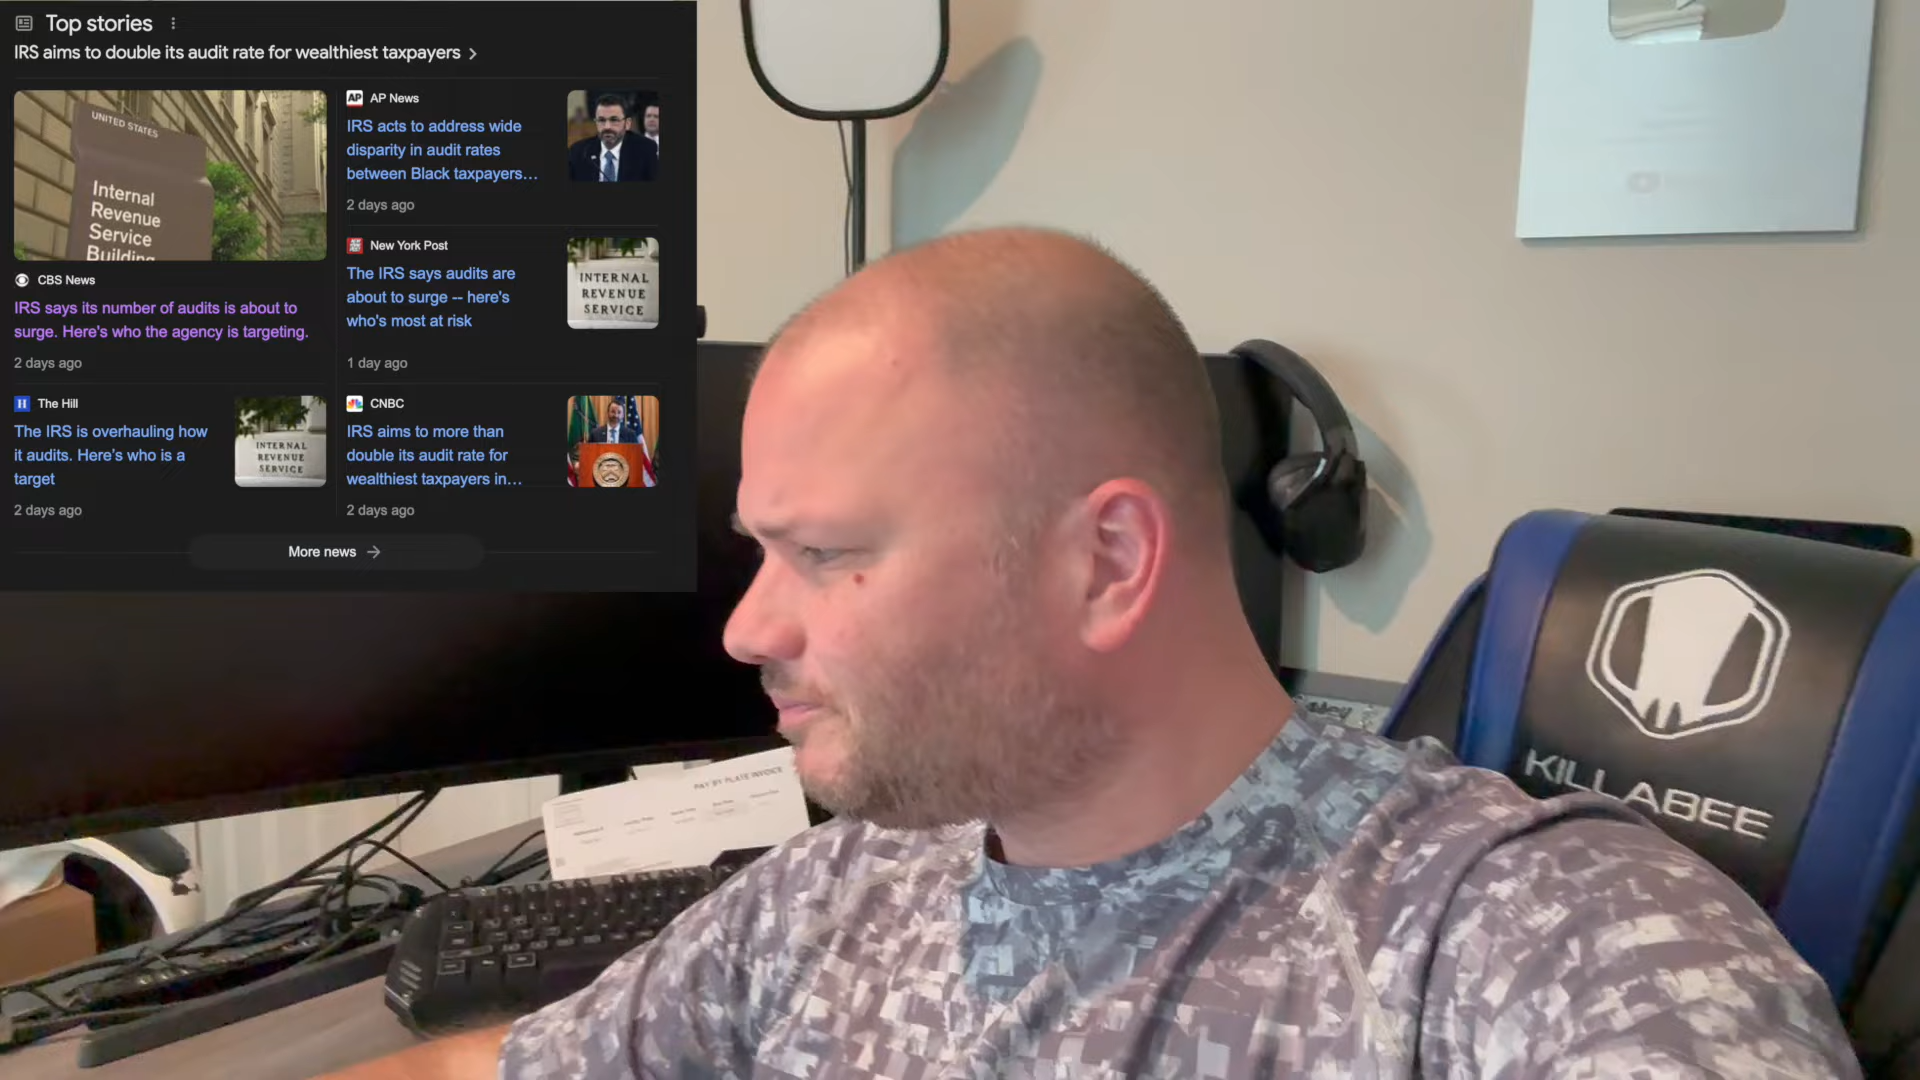 Top stories
IRS aims to double its audit rate for wealthiest taxpayers
UNITED STATES
Internal
Revenue
Service
Building
CBS News
IRS says its number of audits is about to
surge. Here's who the agency is targeting.
2 days ago
AP
AP News
IRS acts to address wide
disparity in audit rates
between Black taxpayers...
2 days ago
New York Post
The IRS says audits are
about to surge -- here's
who's most at risk
1 day ago
INTERNAL
REVENUE
SERVICE
H
The Hill
The IRS is overhauling how
it audits. Here's who is a
target
2 days ago
INTERNAL
REVENUE
SERVICE
CNBC
IRS aims to more than
double its audit rate for
wealthiest taxpayers in...
2 days ago
More news
PAY BY PLATE INVOICE
KILLABEE